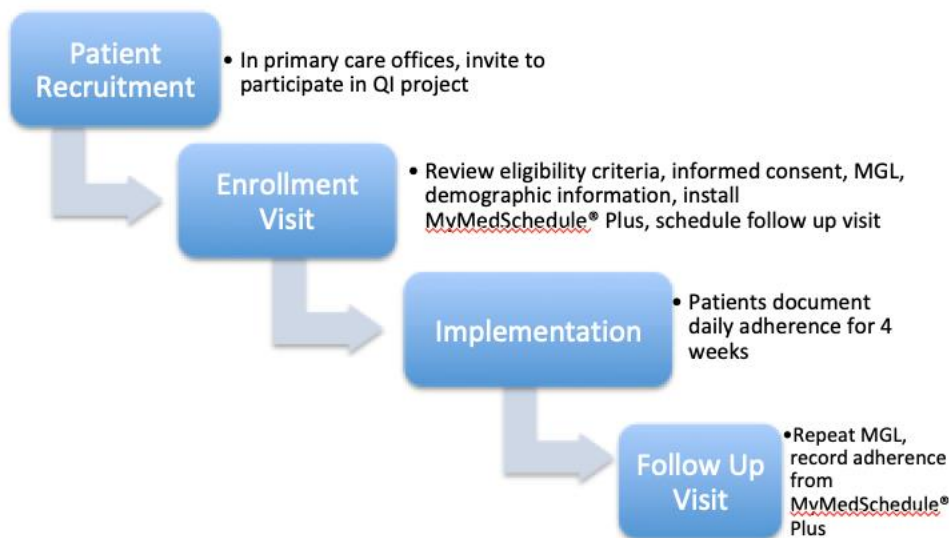 Patient
Recruitment
• In primary care offices, invite to
participate in QI project
Enrollment
Visit
• Review eligibility criteria, informed consent, MGL,
demographic information, install
MyMedSchedule® Plus, schedule follow up visit
Implementation
• Patients document
daily adherence for 4
weeks
Follow Up
Visit
•Repeat MGL,
record adherence
from
MyMedSchedule®
Plus